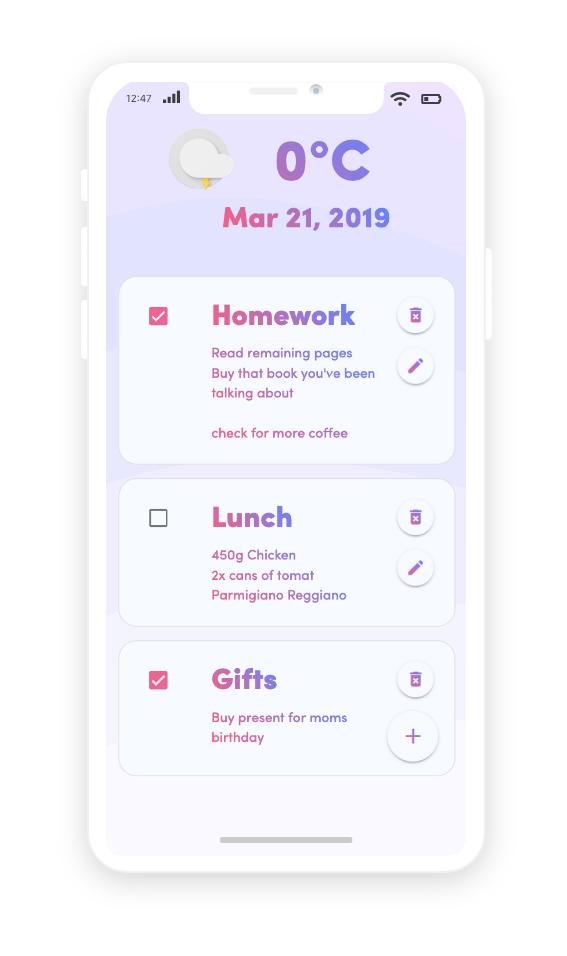 12:47
0°C
Mar 21, 2019
Homework
Read remaining pages
Buy that book you've been
talking about
check for more coffee
Lunch
450g Chicken
2x cans of tomat
Parmigiano Reggiano
Gifts
Buy present for moms
birthday